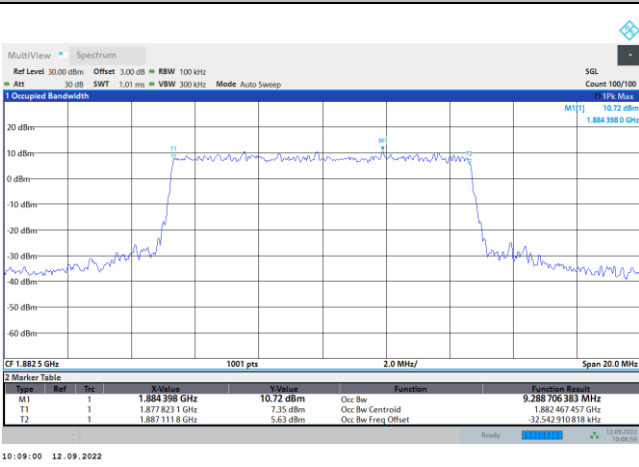 MultiView Spectrum
Ref Level 30.00 dBm Offset 3.00 dB RBW 100 kHz SGL
Att 30 dB SWT 1.01 ms VBW 300 kHz Mode Auto Sweep Count 100/100
1 Occupied Bandwidth 1Pk Max
M1[1] 10.72 dBm
1.884 398 0 GHz
20 dBm
M1
T1
T2
10 dBm
0 dBm
-10 dBm
-20 dBm
-30 dBm
-40 dBm
-50 dBm
-60 dBm
CF 1.882 5 GHz 1001 pts 2.0 MHz/ Span 20.0 MHz
2 Marker Table
Type Ref Trc X-Value Y-Value Function Function Result
M1 1 1.884 398 GHz 10.72 dBm Occ Bw 9.288 706 383 MHz
T1 1 1.877 823 1 GHz 7.35 dBm Occ Bw Centroid 1.882 467 457 GHz
T2 1 1.887 111 8 GHz 5.63 dBm Occ Bw Freq Offset -32.542 910 818 kHz
Ready 12.09.2022
10:08:59
10:09:00 12.09.2022